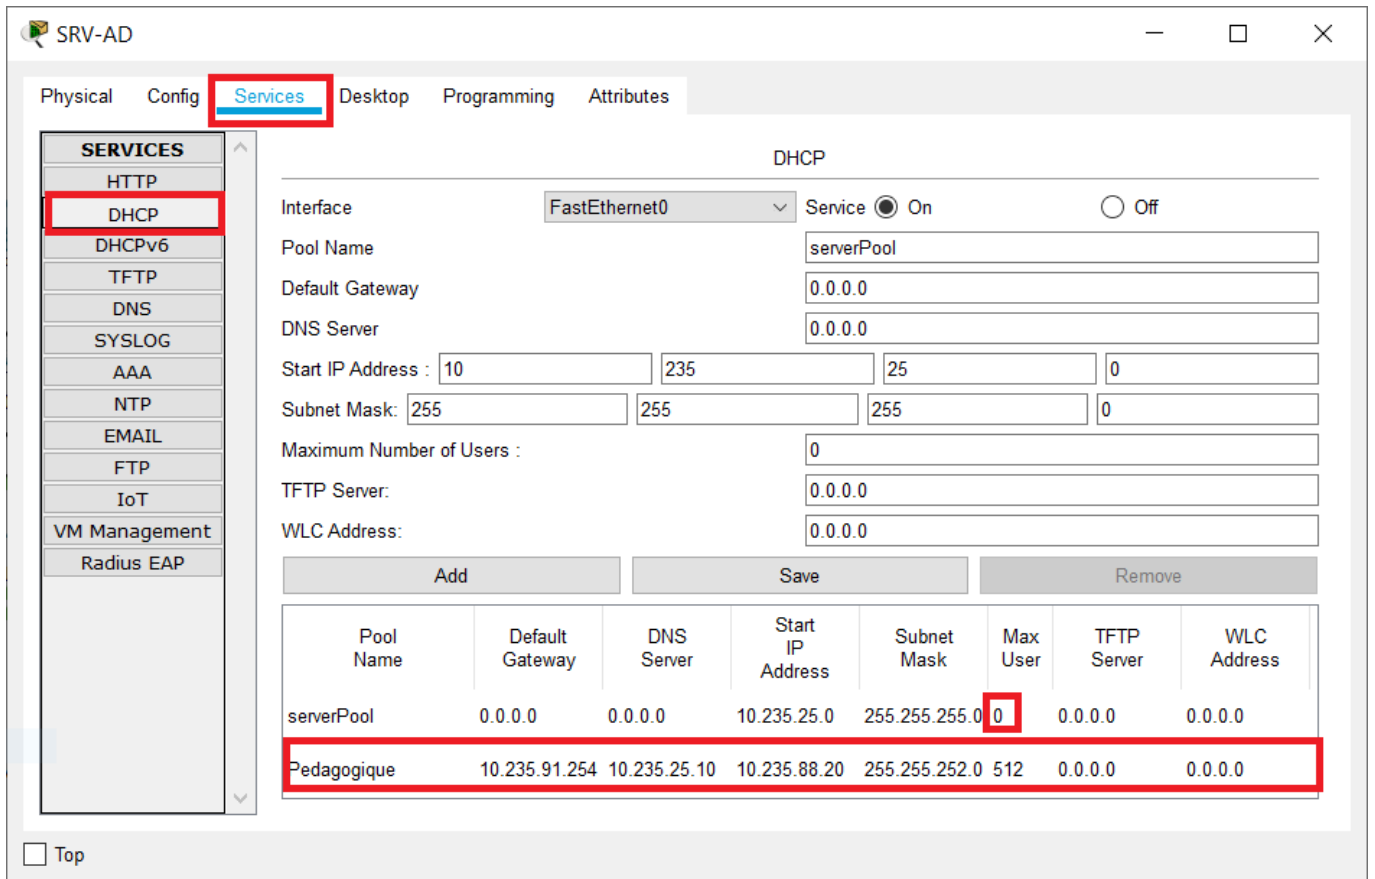 SRV-AD
Physical Config Services Desktop Programming Attributes
SERVICES
HTTP
DHCP
DHCPv6
TFTP
DNS
SYSLOG
AAA
NTP
EMAIL
FTP
IoT
VM Management
Radius EAP
DHCP
Interface FastEthernet0 Service On Off
Pool Name serverPool
Default Gateway 0.0.0.0
DNS Server 0.0.0.0
Start IP Address : 10 235 25 0
Subnet Mask: 255 255 255 0
Maximum Number of Users : 0
TFTP Server: 0.0.0.0
WLC Address: 0.0.0.0
Add Save Remove
Pool Name Default Gateway DNS Server Start IP Address Subnet Mask Max User TFTP Server WLC Address
serverPool 0.0.0.0 0.0.0.0 10.235.25.0 255.255.255.0 0 0.0.0.0 0.0.0.0
Pedagogique 10.235.91.254 10.235.25.10 10.235.88.20 255.255.252.0 512 0.0.0.0 0.0.0.0
Top